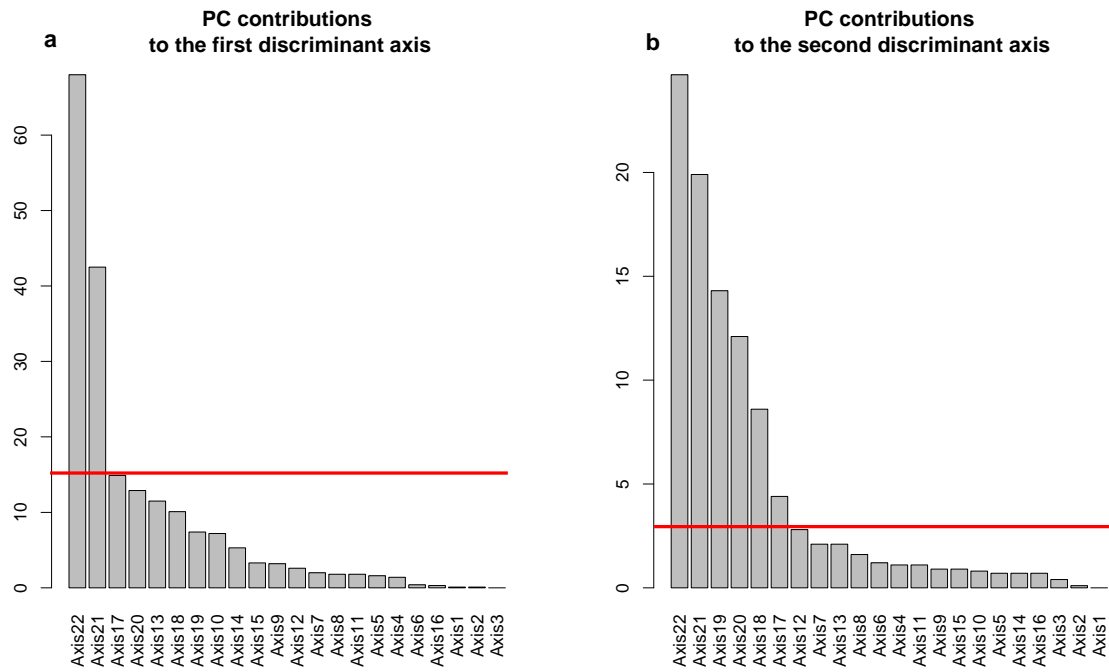 PC contributions
to the first discriminant axis
a
60
50
40
30
20
10
0
Axis22
Axis21
Axis17
Axis20
Axis13
Axis18
Axis19
Axis10
Axis14
Axis15
Axis9
Axis12
Axis7
Axis8
Axis11
Axis5
Axis4
Axis6
Axis16
Axis1
Axis2
Axis3
PC contributions
to the second discriminant axis
b
20
15
10
5
0
Axis22
Axis21
Axis19
Axis20
Axis18
Axis17
Axis12
Axis7
Axis13
Axis8
Axis6
Axis4
Axis11
Axis9
Axis15
Axis10
Axis5
Axis14
Axis16
Axis3
Axis2
Axis1